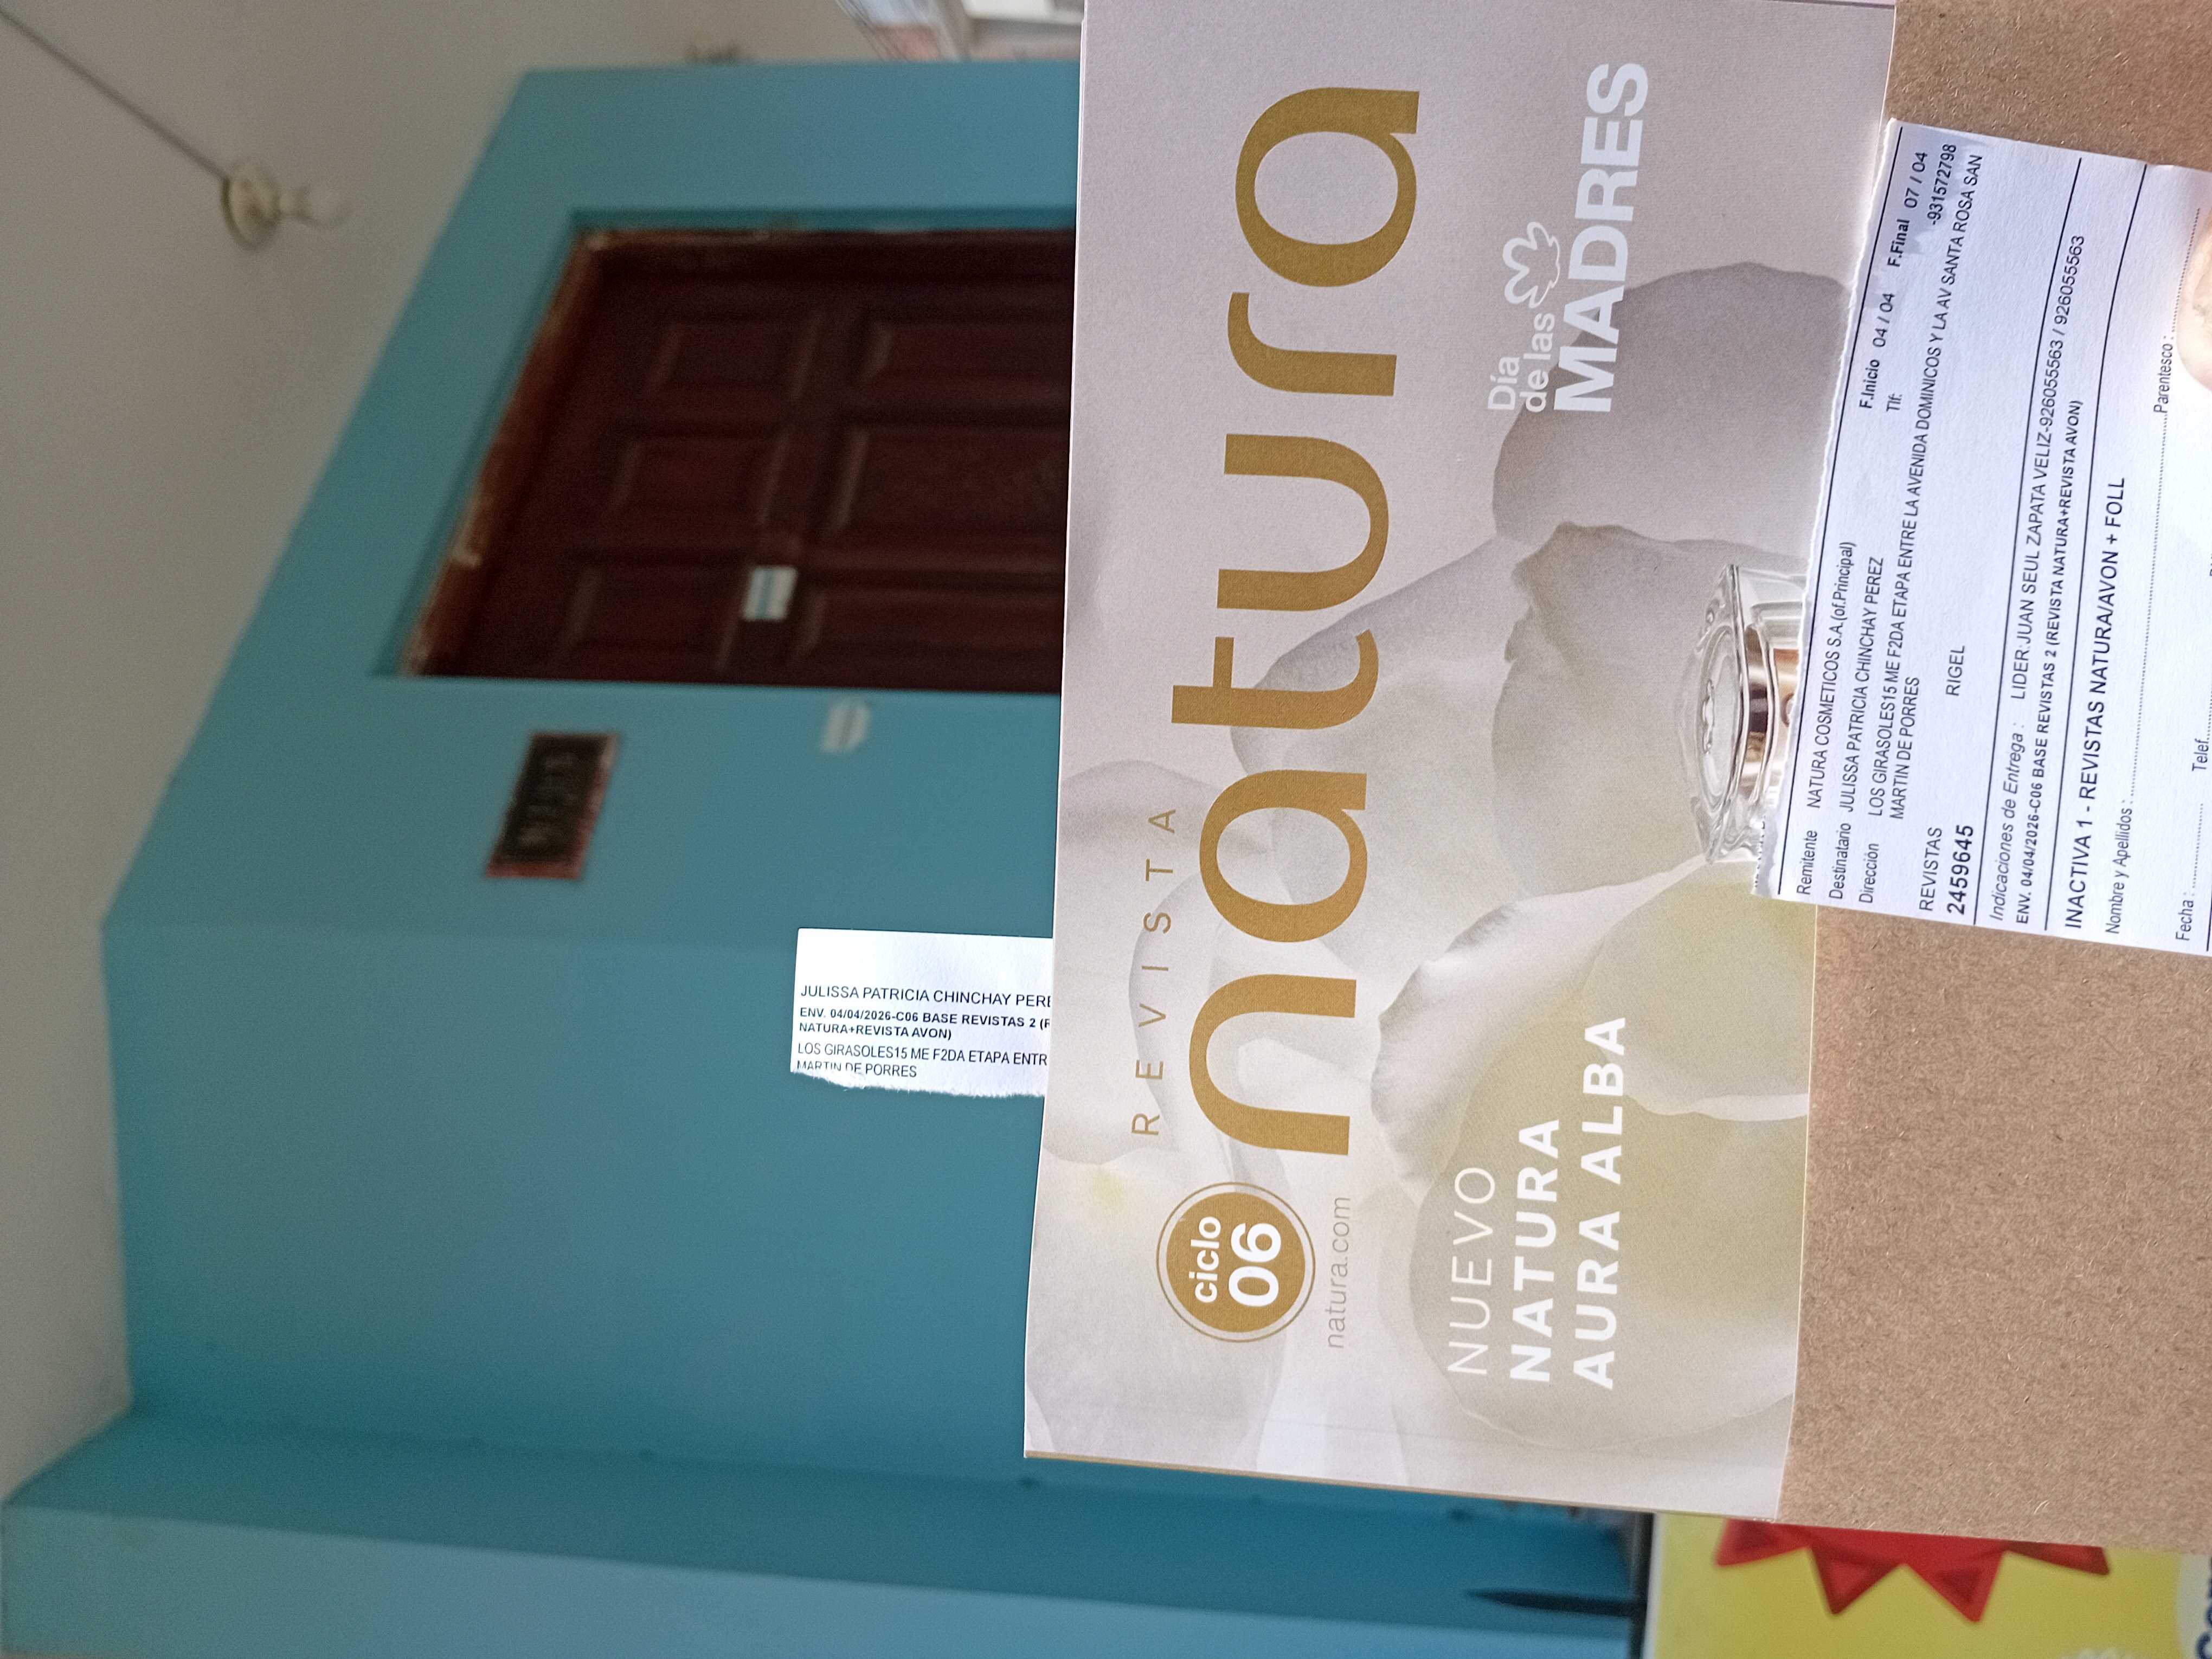 JULISSA PATRICIA CHINCHAY PERE
ENV. 04/04/2026-C06 BASE REVISTAS 2 (R
NATURA+REVISTA AVON)
LOS GIRASOLES15 ME F2DA ETAPA ENTR
MARTIN DE PORRES
REVISTA
natura
ciclo
06
natura.com
Día
de las
MADRES
NUEVO
NATURA
AURA ALBA
Remitente NATURA COSMETICOS S.A.(of.Principal) F.Inicio 04 / 04 F.Final 07 / 04
Destinatario JULISSA PATRICIA CHINCHAY PEREZ Tlf: -931572798
Dirección LOS GIRASOLES15 ME F2DA ETAPA ENTRE LA AVENIDA DOMINICOS Y LA AV SANTA ROSA SAN
MARTIN DE PORRES
REVISTAS RIGEL
2459645
Indicaciones de Entrega : LIDER: JUAN SEUL ZAPATA VELIZ-926055563 / 926055563
ENV. 04/04/2026-C06 BASE REVISTAS 2 (REVISTA NATURA+REVISTA AVON)
INACTIVA 1 - REVISTAS NATURA/AVON + FOLL
Nombre y Apellidos : Parentesco :
Fecha : Telef.